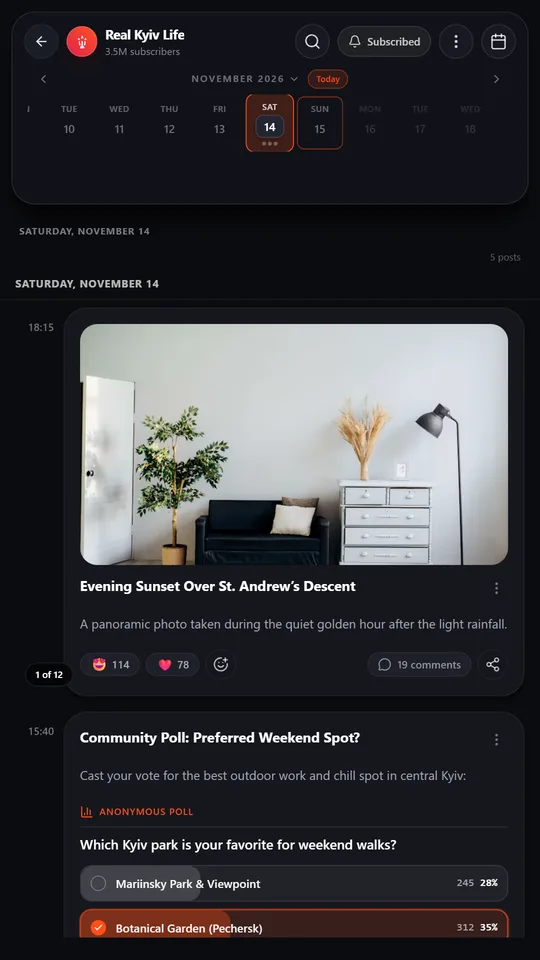 Real Kyiv Life
3.5M subscribers
Subscribed
NOVEMBER 2026
Today
TUE
WED
THU
FRI
SAT
SUN
MON
TUE
WED
10
11
12
13
14
15
16
17
18
SATURDAY, NOVEMBER 14
5 posts
SATURDAY, NOVEMBER 14
18:15
Evening Sunset Over St. Andrew's Descent
A panoramic photo taken during the quiet golden hour after the light rainfall.
114
78
19 comments
1 of 12
15:40
Community Poll: Preferred Weekend Spot?
Cast your vote for the best outdoor work and chill spot in central Kyiv:
ANONYMOUS POLL
Which Kyiv park is your favorite for weekend walks?
Mariinsky Park & Viewpoint 245 28%
Botanical Garden (Pechersk) 312 35%